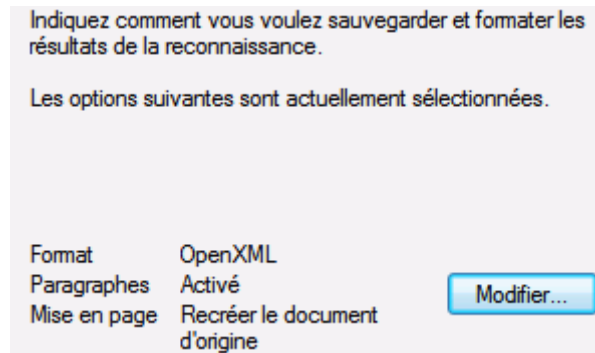 Indiquez comment vous voulez sauvegarder et formater les
résultats de la reconnaissance.
Les options suivantes sont actuellement sélectionnées.
Format OpenXML
Paragraphes Activé
Modifier...
Mise en page Recréer le document
d'origine